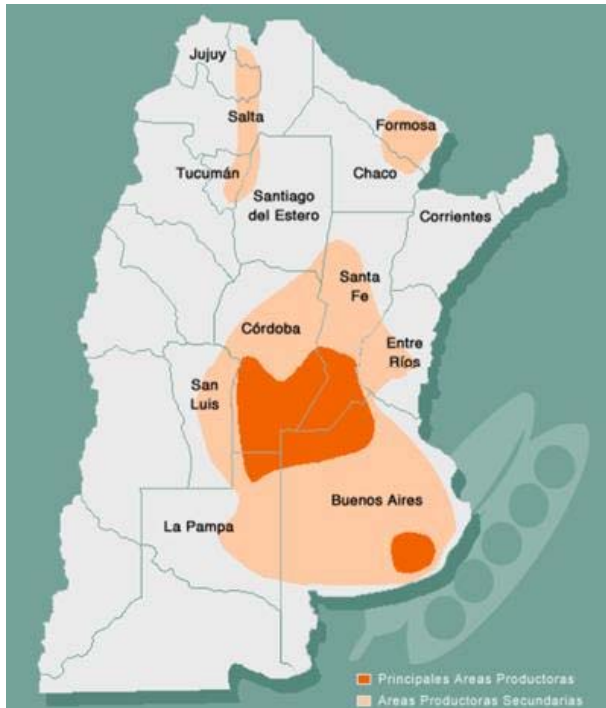 Jujuy
Salta
Formosa
Tucumán
Chaco
Santiago
del Estero
Corrientes
Santa
Fe
Córdoba
Entre
Ríos
San
Luis
Buenos Aires
La Pampa
Principales Areas Productoras
Areas Productoras Secundarias